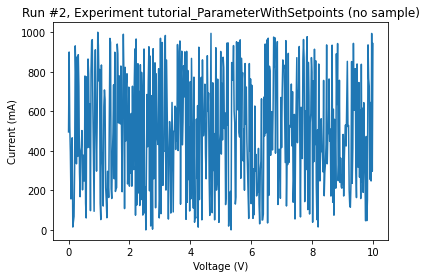 Run #2, Experiment tutorial_ParameterWithSetpoints (no sample)
1000
800
600
400
200
0
Current (mA)
0 2 4 6 8 10
Voltage (V)